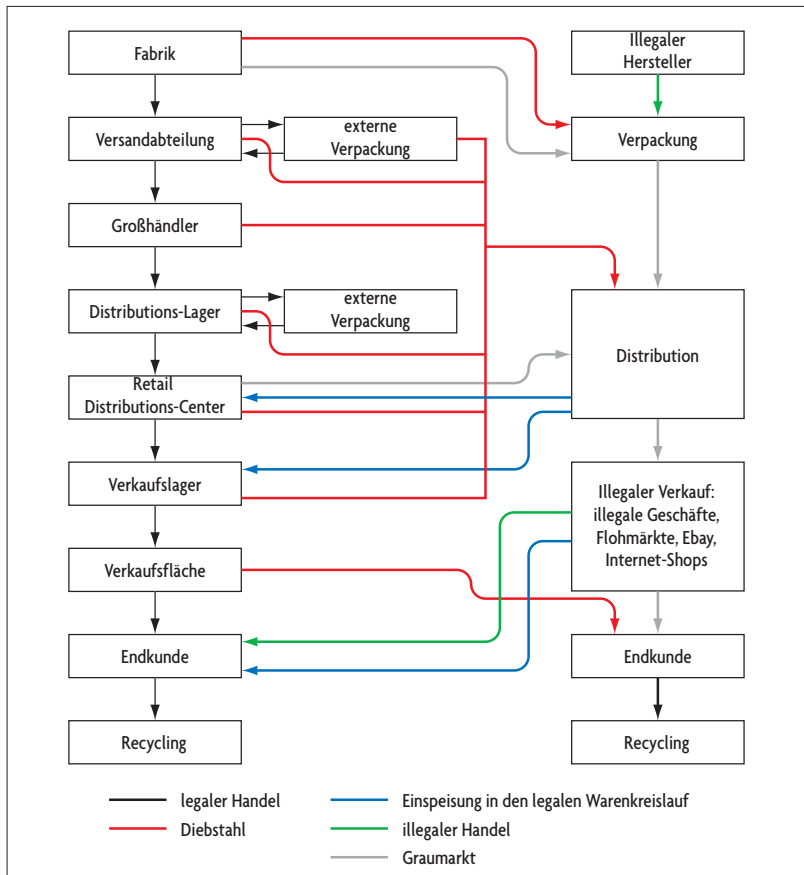 Fabrik
Illegaler
Hersteller
Versandabteilung
externe
Verpackung
Verpackung
Großhändler
Distributions-Lager
externe
Verpackung
Distribution
Retail
Distributions-Center
Verkaufslager
Illegaler Verkauf:
illegale Geschäfte,
Flohmärkte, Ebay,
Internet-Shops
Verkaufsfläche
Endkunde
Endkunde
Recycling
Recycling
legaler Handel
Einspeisung in den legalen Warenkreislauf
Diebstahl
illegaler Handel
Graumarkt